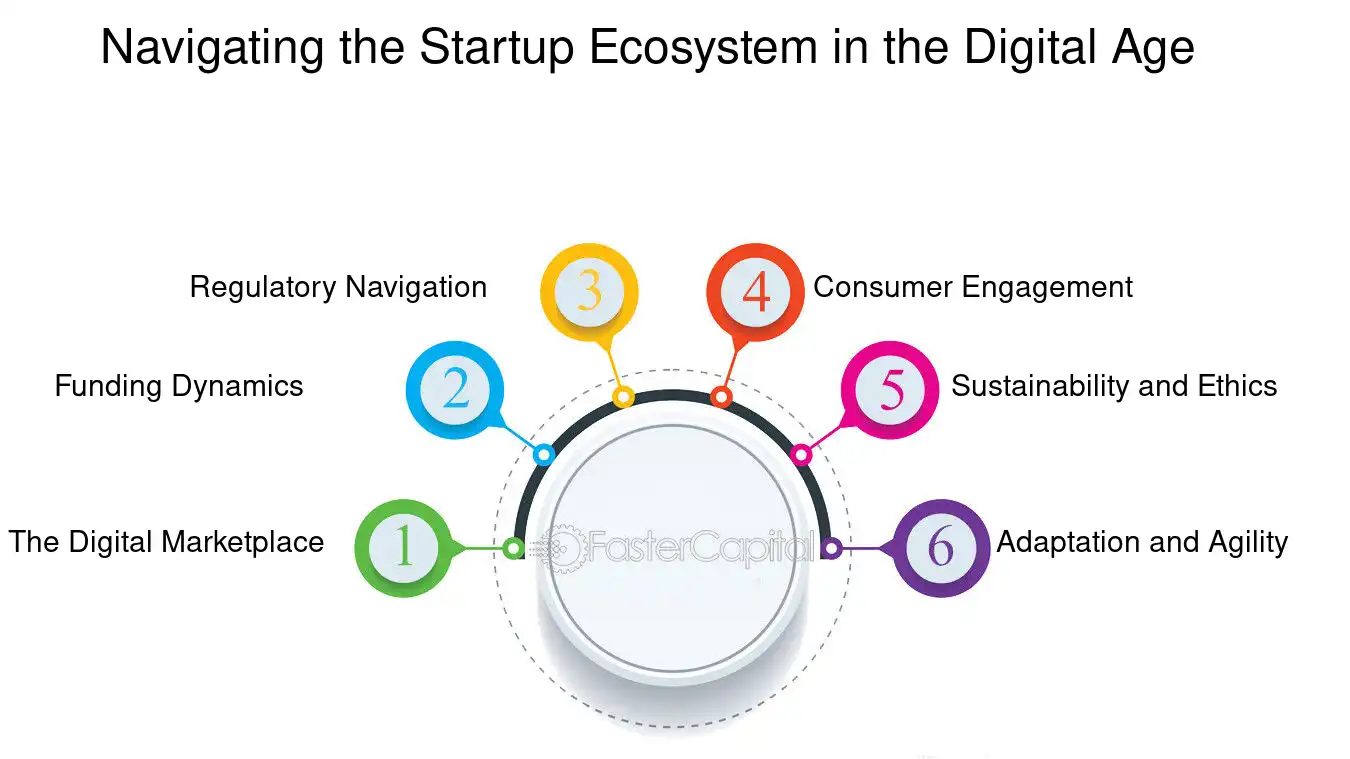 Navigating the Startup Ecosystem in the Digital Age
The Digital Marketplace
1
Funding Dynamics
2
Regulatory Navigation
3
4
Consumer Engagement
5
Sustainability and Ethics
6
Adaptation and Agility
FasterCapital